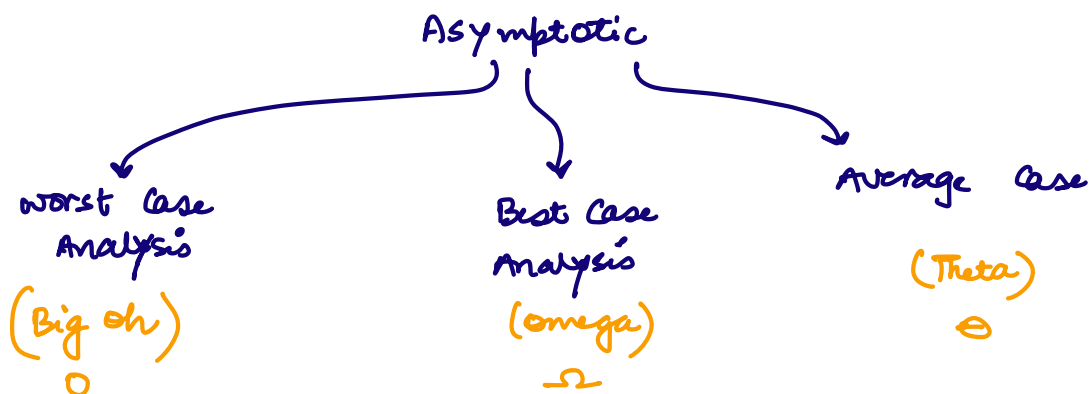 Asymptotic
Worst Case
Analysis
(Big Oh)
O
Best Case
Analysis
(Omega)
Ω
Average Case
(Theta)
Θ